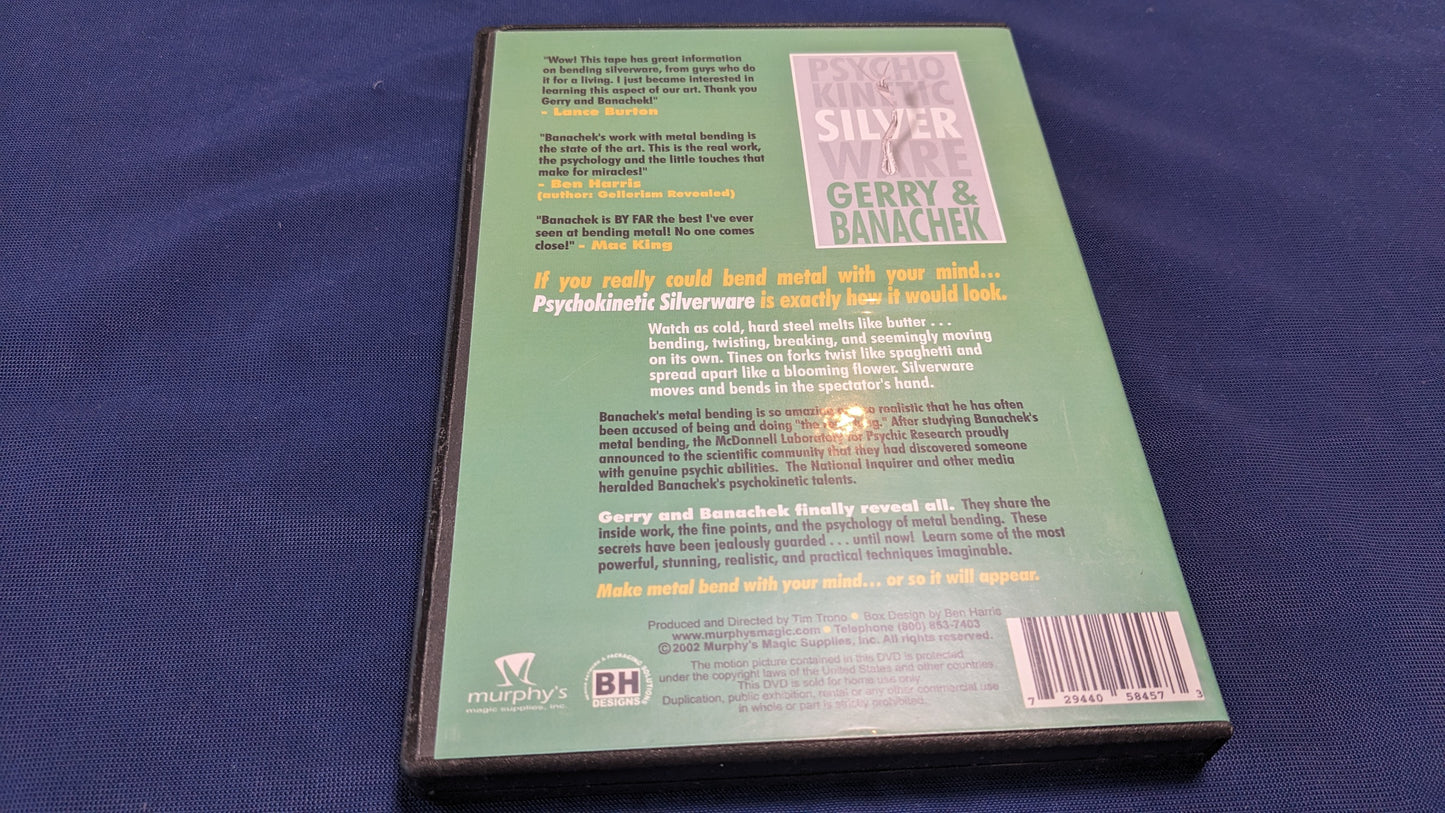 "Wow! This tape has great information
on bending silverware, from guys who do
it for a living. I just became interested in
learning this aspect of our art. Thank you
Gerry and Banachek!"
- Lance Burton
"Banachek's work with metal bending is
the state of the art. This is the real work,
the psychology and the little touches that
make for miracles!"
- Ben Harris
(author: Gellerism Revealed)
"Banachek is BY FAR the best I've ever
seen at bending metal! No one comes
close!" - Mac King
PSYCHO
KINETIC
SILVER
WARE
GERRY &
BANACHEK
If you really could bend metal with your mind...
Psychokinetic Silverware is exactly how it would look.
Watch as cold, hard steel melts like butter . . .
bending, twisting, breaking, and seemingly moving
on its own. Tines on forks twist like spaghetti and
spread apart like a blooming flower. Silverware
moves and bends in the spectator's hand.
Banachek's metal bending is so amazing realistic that he has often
been accused of being and doing "the After studying Banachek's
metal bending, the McDonnell Laboratory for Psychic Research proudly
announced to the scientific community that they had discovered someone
with genuine psychic abilities. The National Inquirer and other media
heralded Banachek's psychokinetic talents.
Gerry and Banachek finally reveal all. They share the
inside work, the fine points, and the psychology of metal bending. These
secrets have been jealously guarded . . . until now! Learn some of the most
powerful, stunning, realistic, and practical techniques imaginable.
Make metal bend with your mind... or so it will appear.
Produced and Directed by Tim Trono • Box Design by Ben Harris
www.murphysmagic.com • Telephone (800) 853-7403
©2002 Murphy's Magic Supplies, Inc. All rights reserved.
The motion picture contained in this DVD is protected
under the copyright laws of the United States and other countries.
This DVD is sold for home use only.
Duplication, public exhibition, rental or any other commercial use
in whole or part is strictly prohibited.
murphy's
magic supplies, inc.
BH
DESIGNS
& PACKAGING SOLUTIONS
7 29440 58457 3